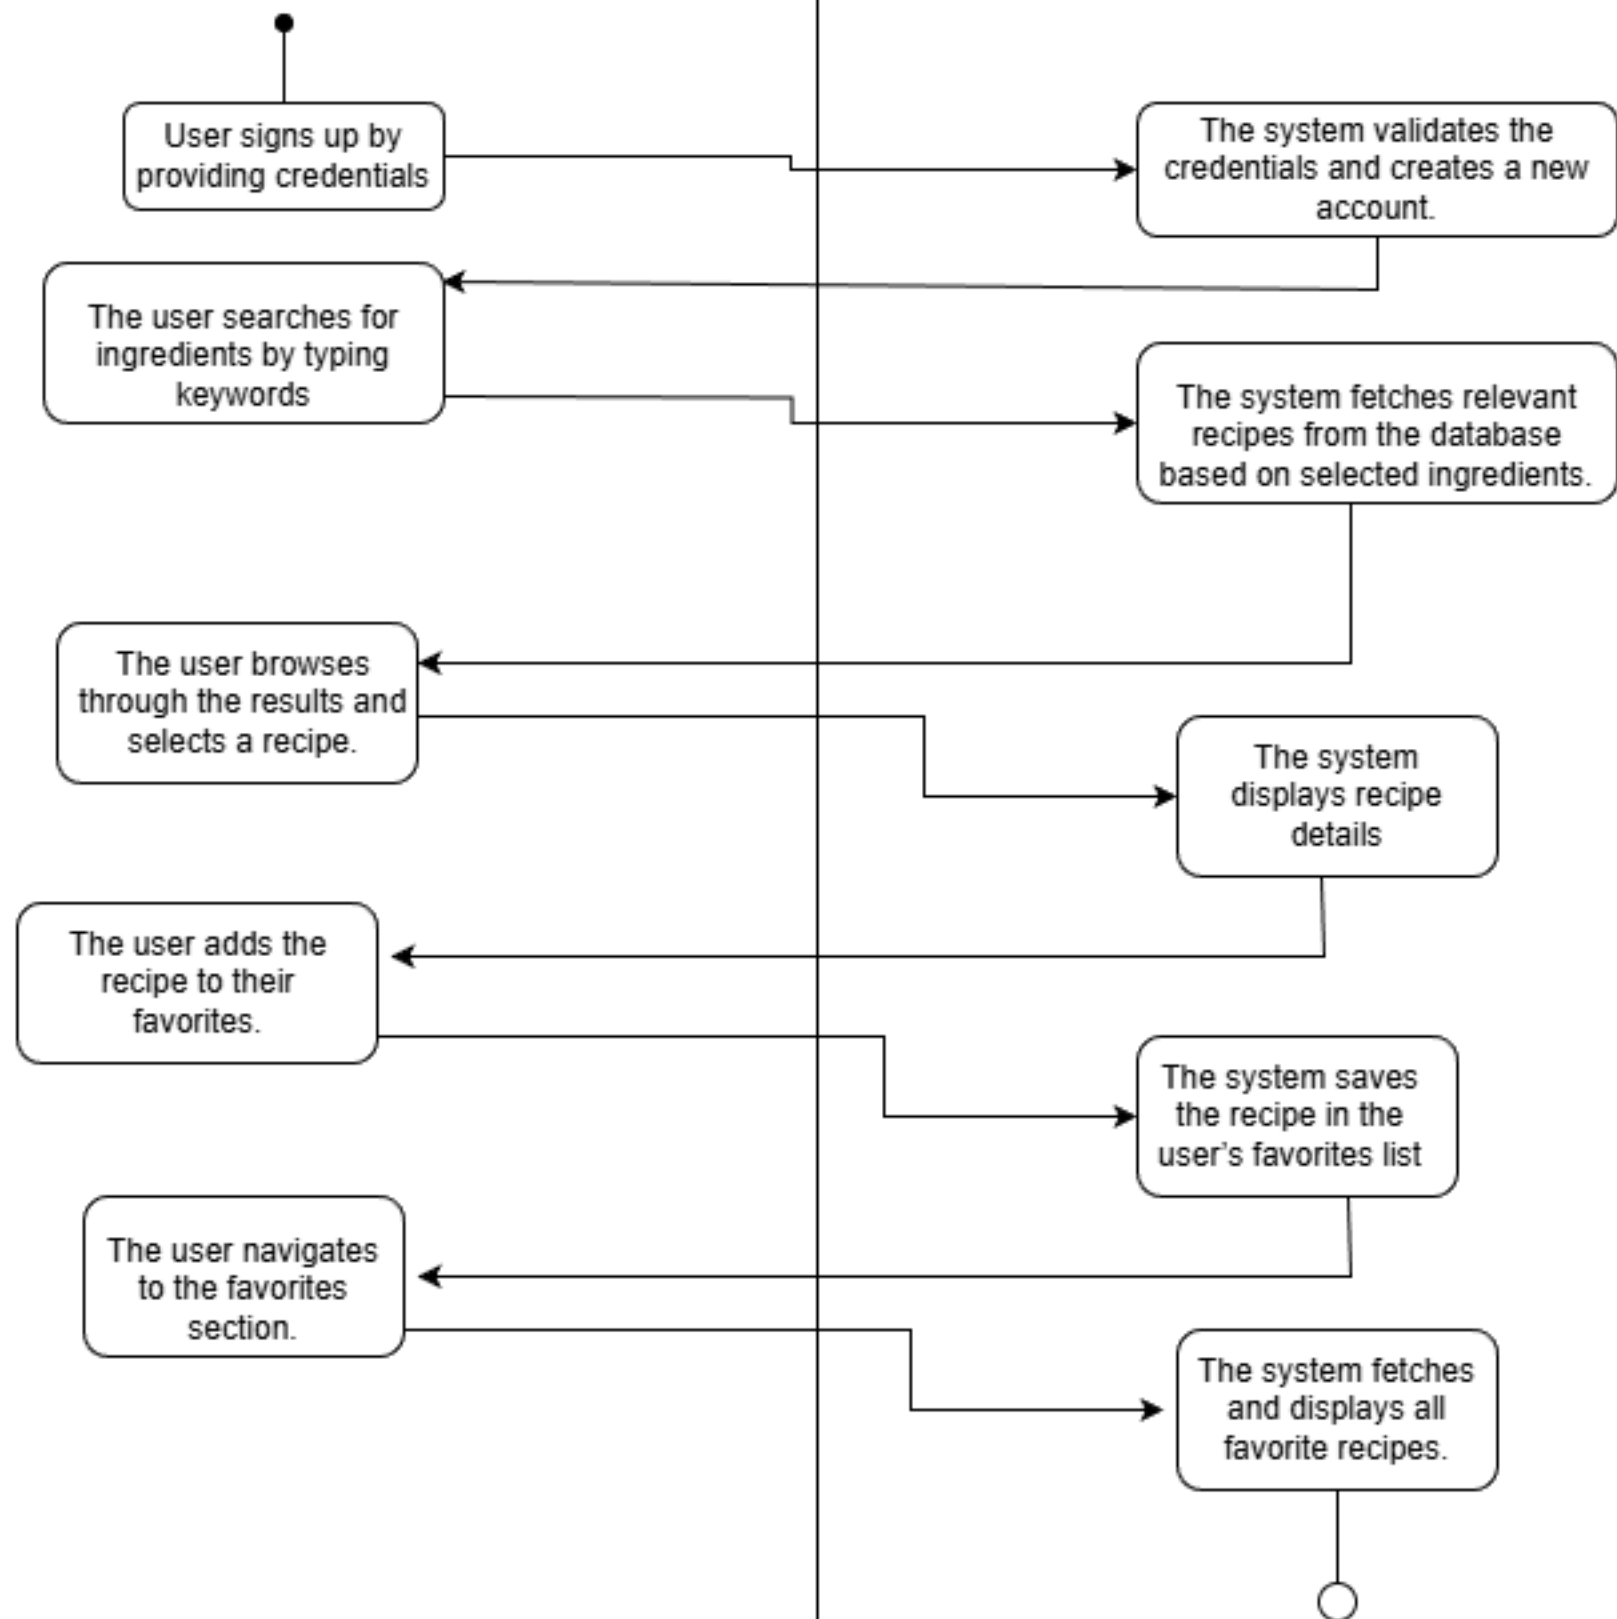 User signs up by
providing credentials
The system validates the
credentials and creates a new
account.
The user searches for
ingredients by typing
keywords
The system fetches relevant
recipes from the database
based on selected ingredients.
The user browses
through the results and
selects a recipe.
The system
displays recipe
details
The user adds the
recipe to their
favorites.
The system saves
the recipe in the
user’s favorites list
The user navigates
to the favorites
section.
The system fetches
and displays all
favorite recipes.